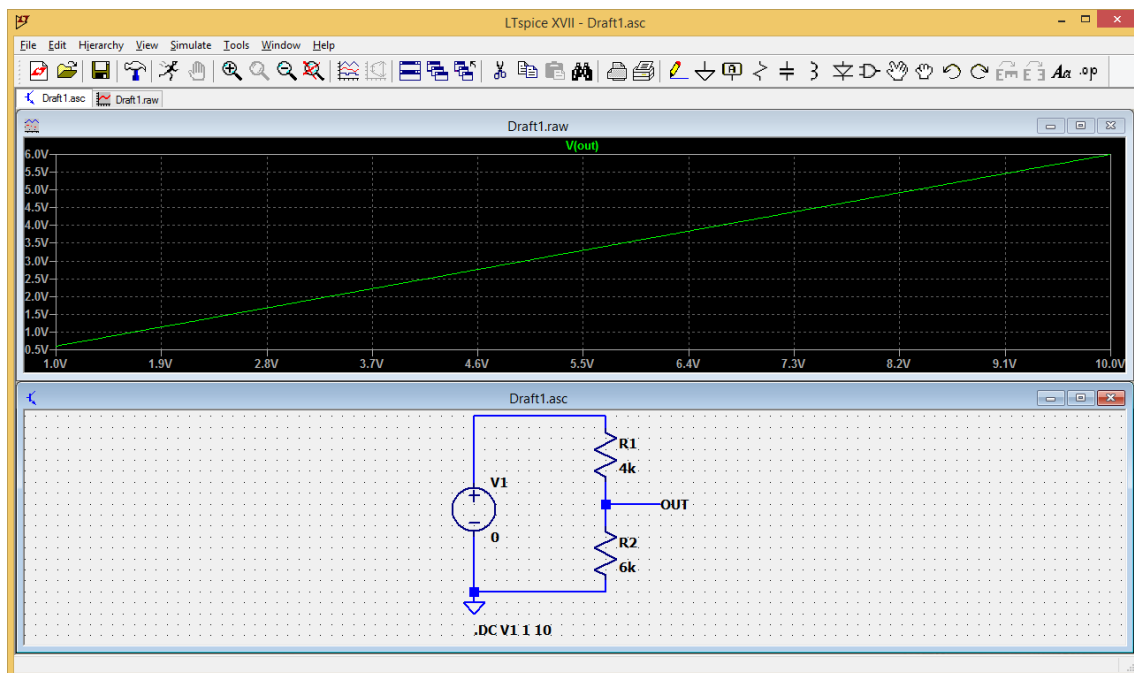 LTspice XVII - Draft1.asc
File Edit Hierarchy View Simulate Tools Window Help
Aa .op
Draft1.asc Draft1.raw
Draft1.raw
V(out)
6.0V
5.5V
5.0V
4.5V
4.0V
3.5V
3.0V
2.5V
2.0V
1.5V
1.0V
0.5V
1.0V 1.9V 2.8V 3.7V 4.6V 5.5V 6.4V 7.3V 8.2V 9.1V 10.0V
Draft1.asc
R1
4k
V1
OUT
0
R2
6k
.DC V1 1 10